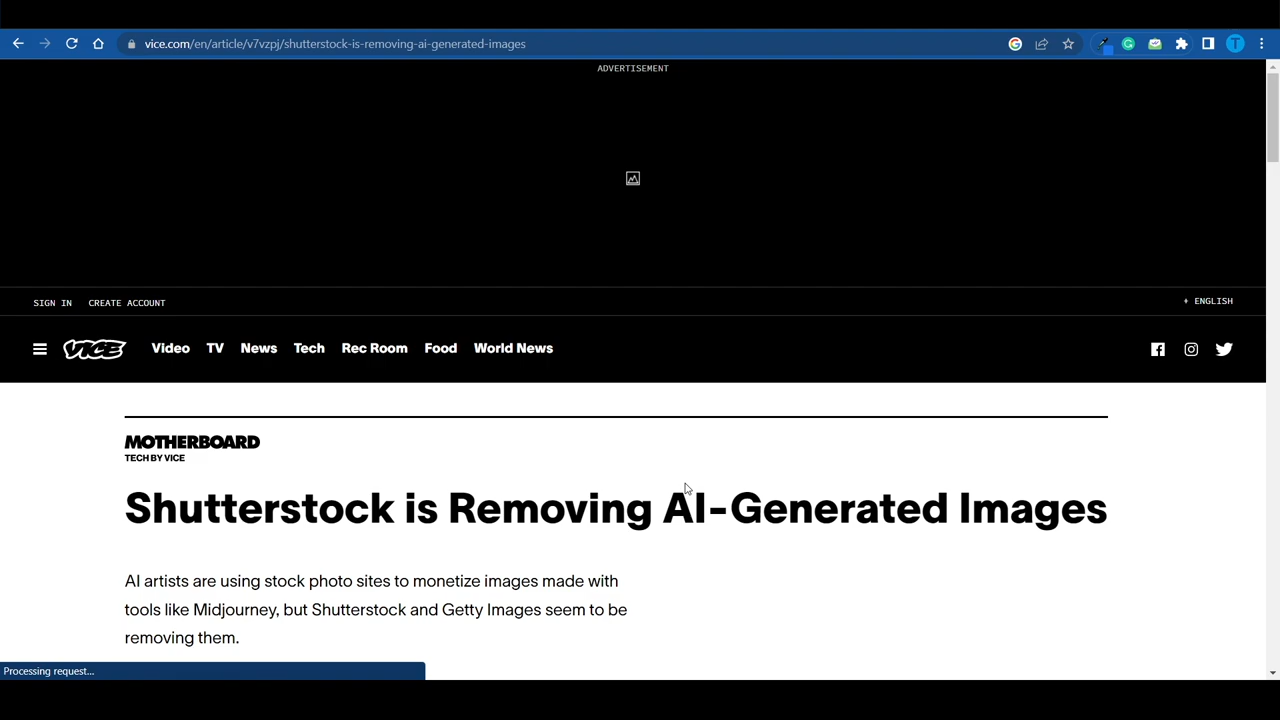 vice.com/en/article/v7vzpj/shutterstock-is-removing-ai-generated-images
T
ADVERTISEMENT
SIGN IN CREATE ACCOUNT
+ ENGLISH
VICE Video TV News Tech Rec Room Food World News
MOTHERBOARD
TECH BY VICE
Shutterstock is Removing AI-Generated Images
AI artists are using stock photo sites to monetize images made with
tools like Midjourney, but Shutterstock and Getty Images seem to be
removing them.
Processing request...